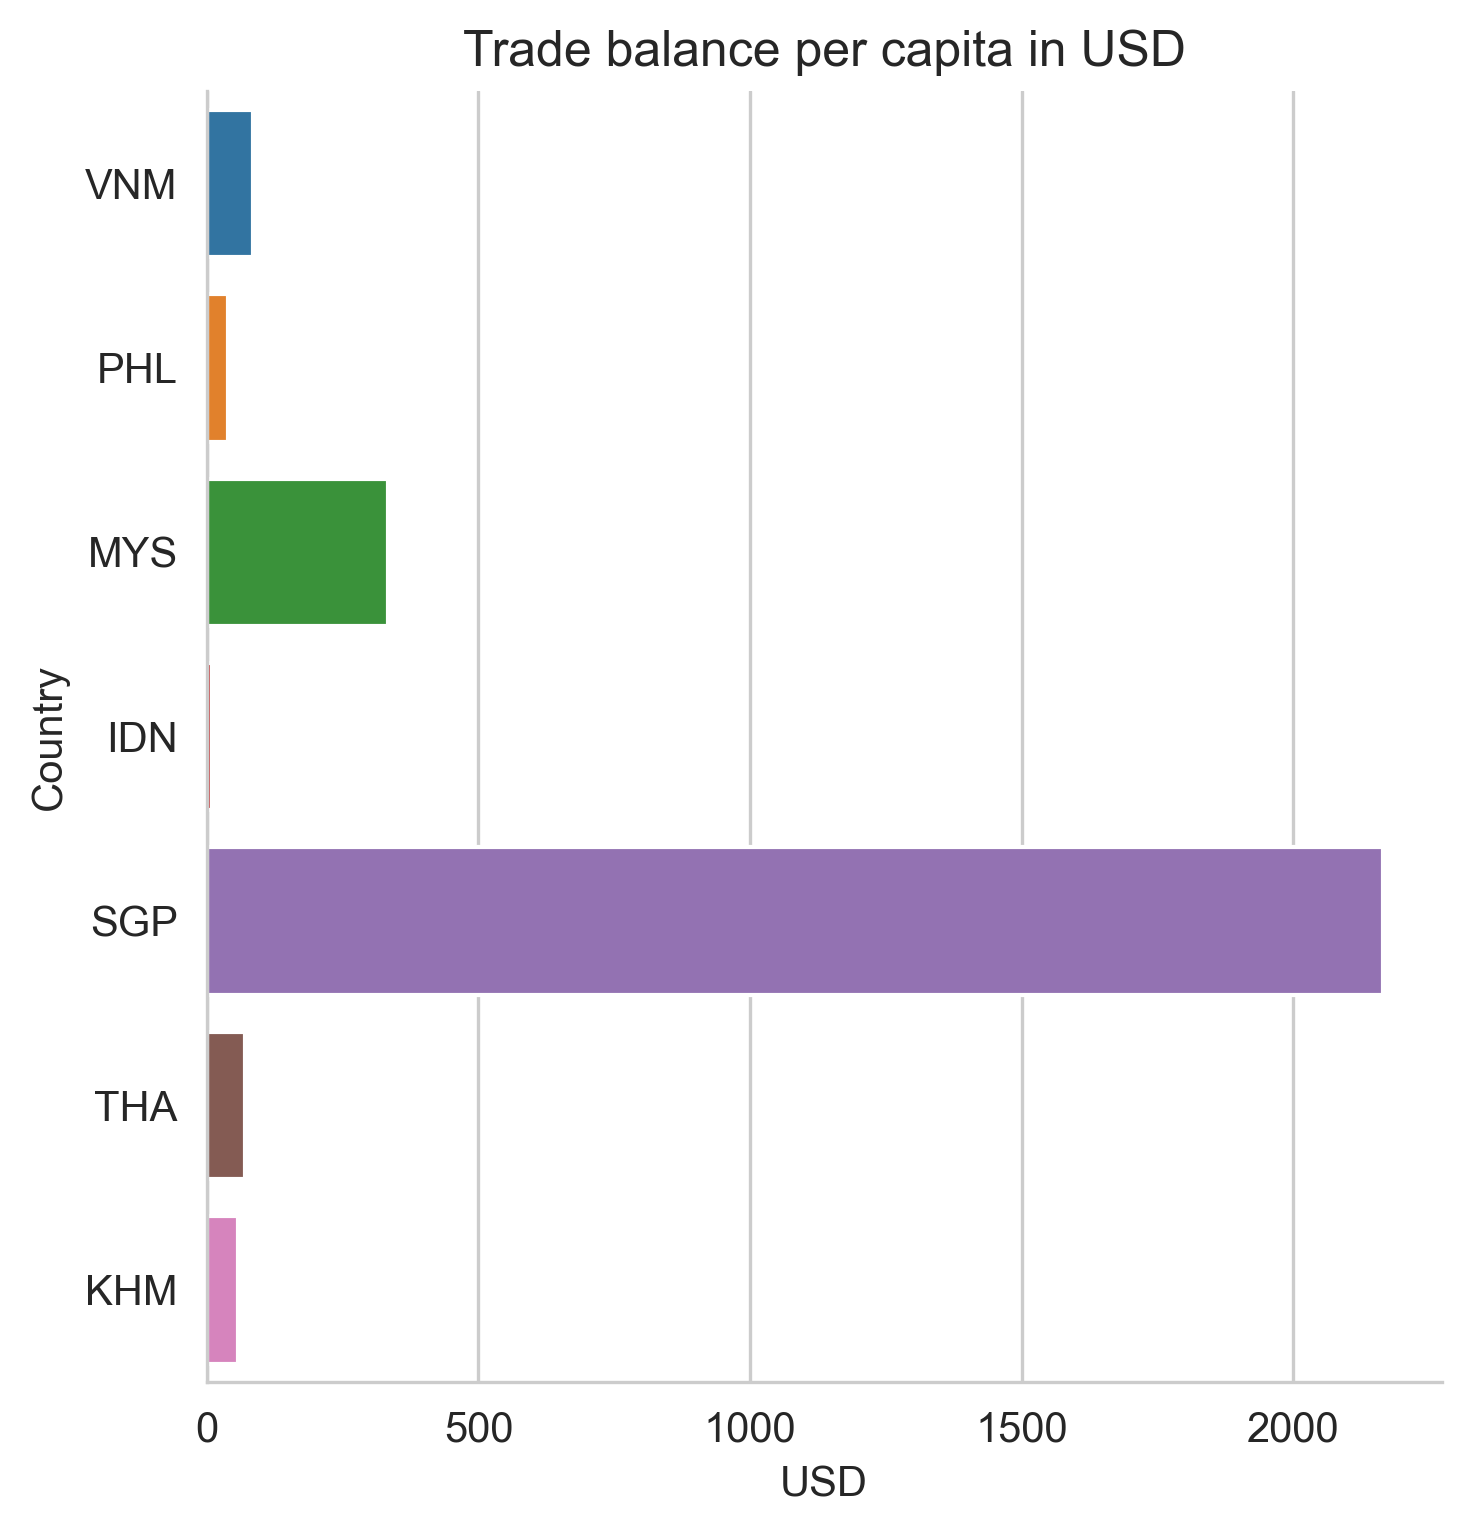 Trade balance per capita in USD
VNM
PHL
MYS
IDN
SGP
THA
KHM
Country
0 500 1000 1500 2000
USD